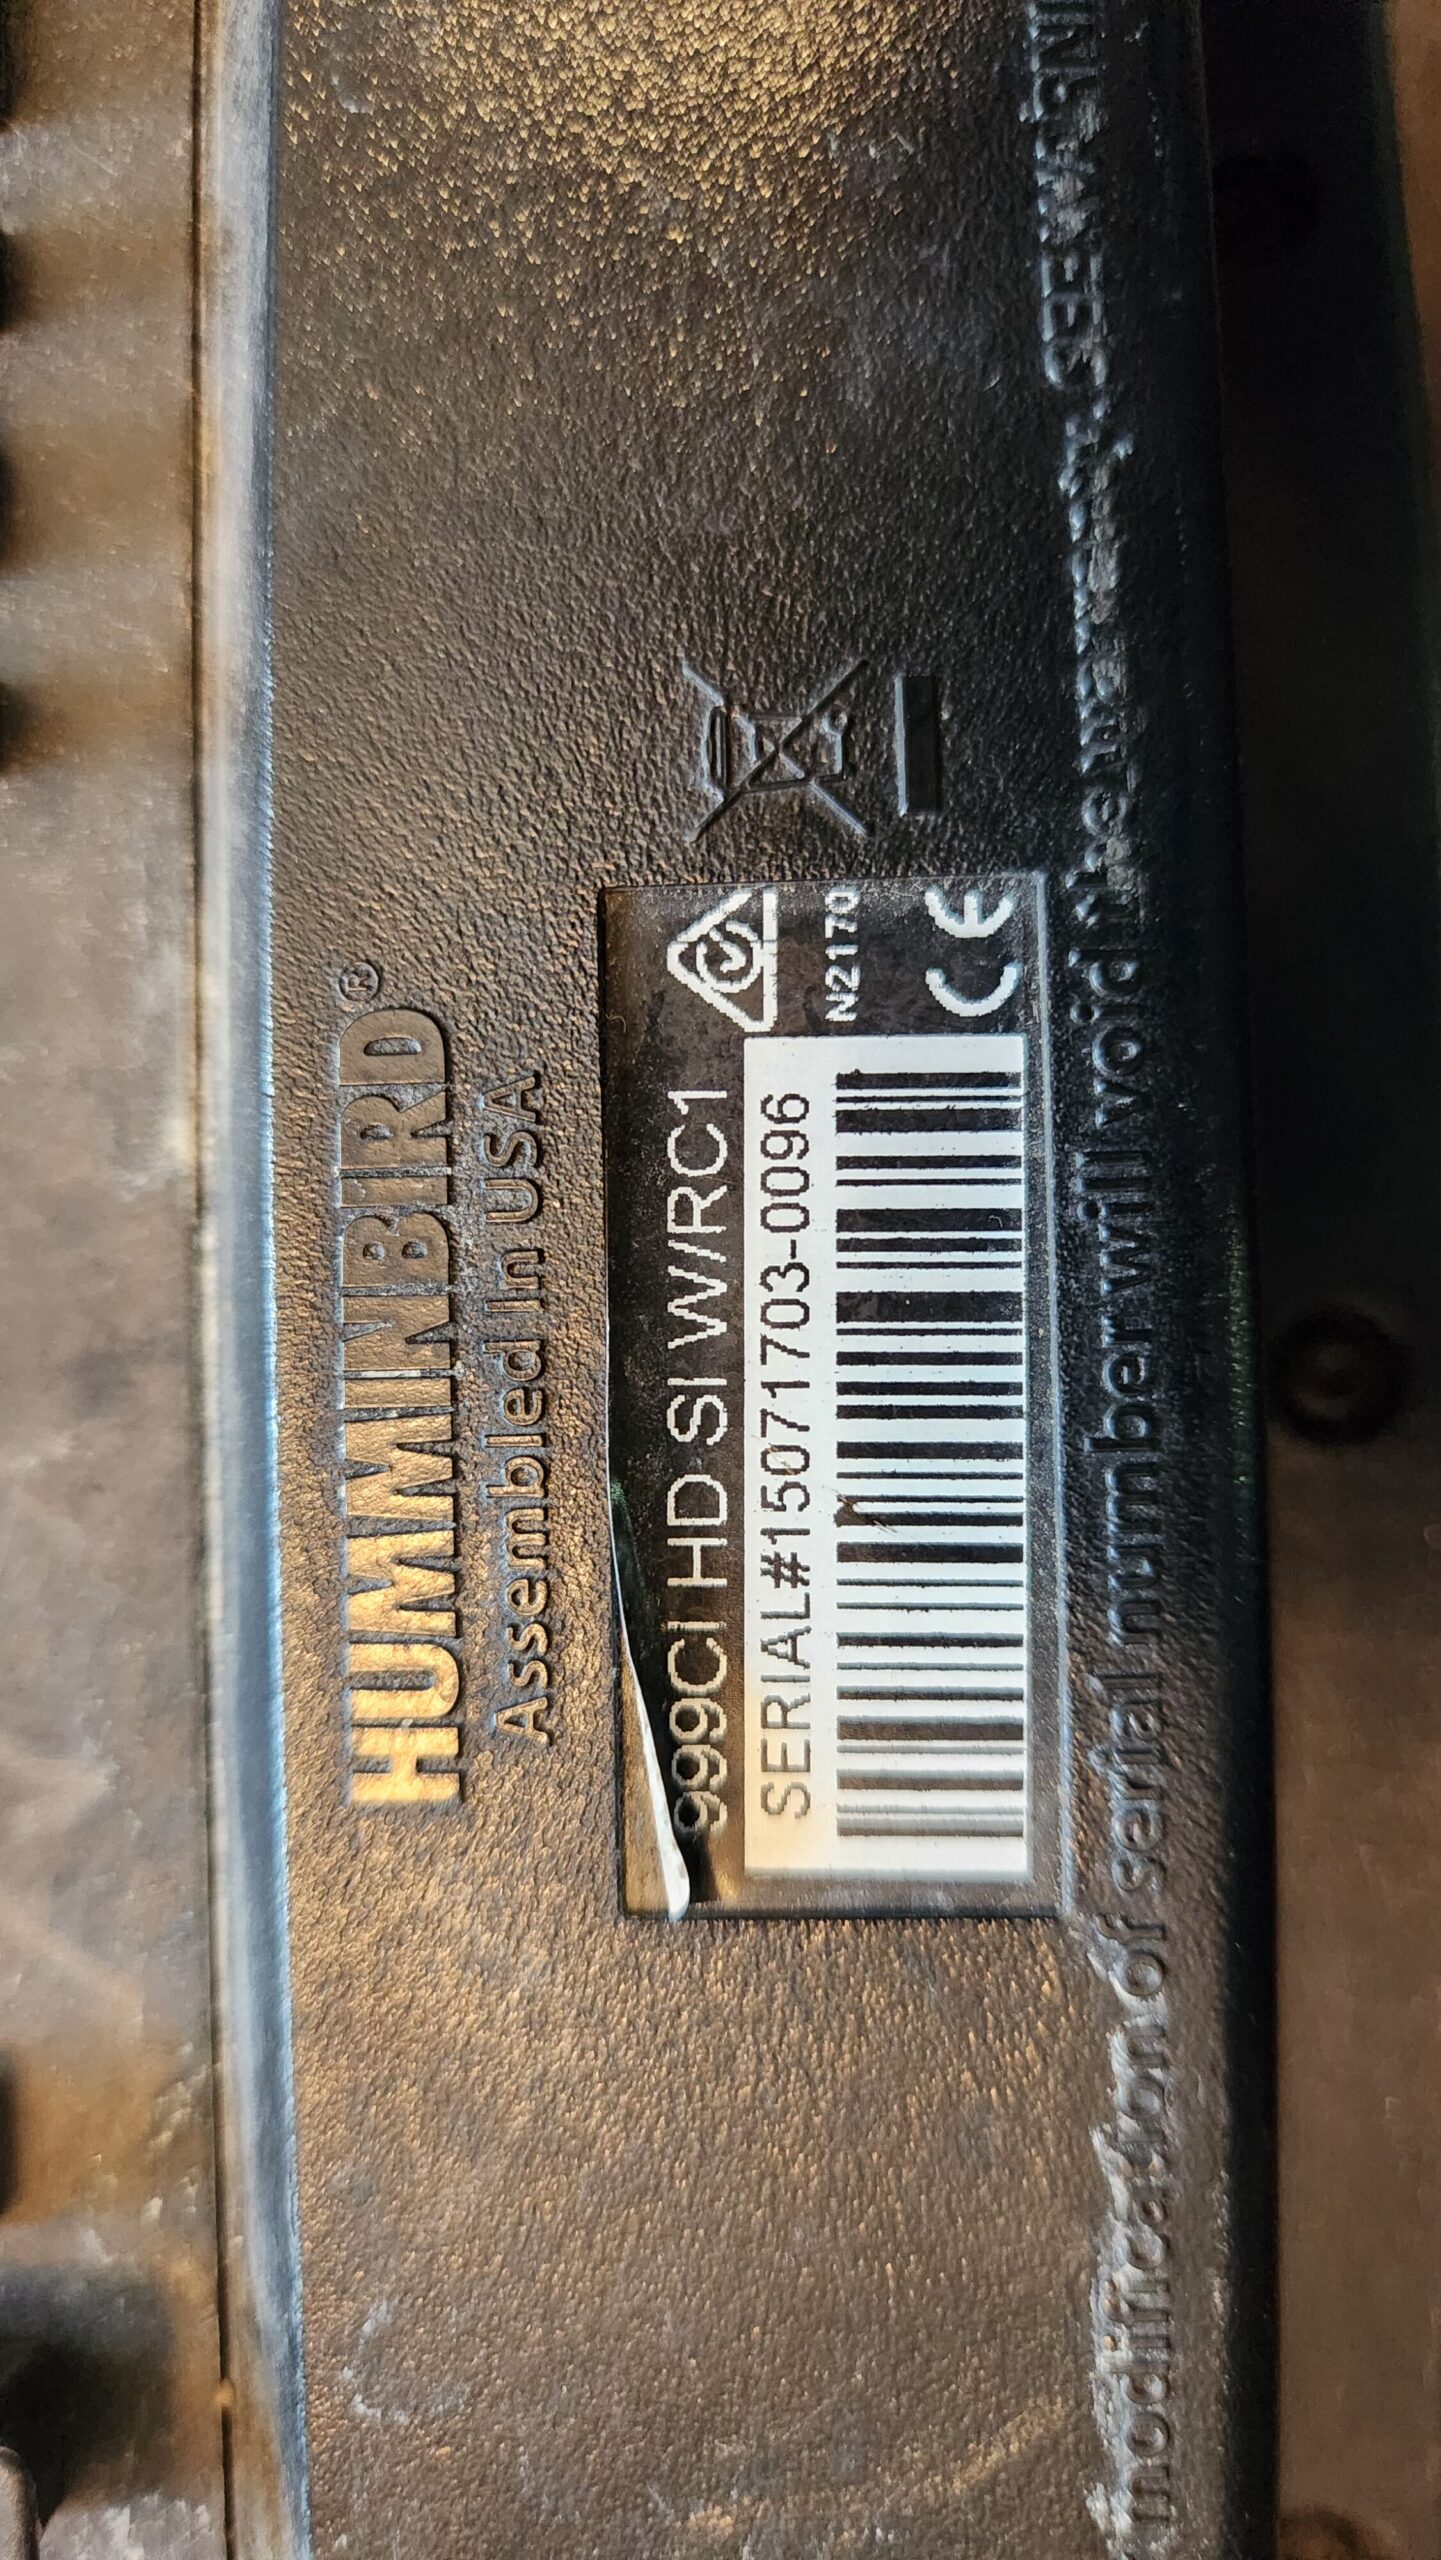 HUMMINBIRD®
Assembled in USA
999CI HD SI W/RC1
SERIAL#15071703-0096
N2170
CE
modification of serial number will void the warranty. SEE WARNI